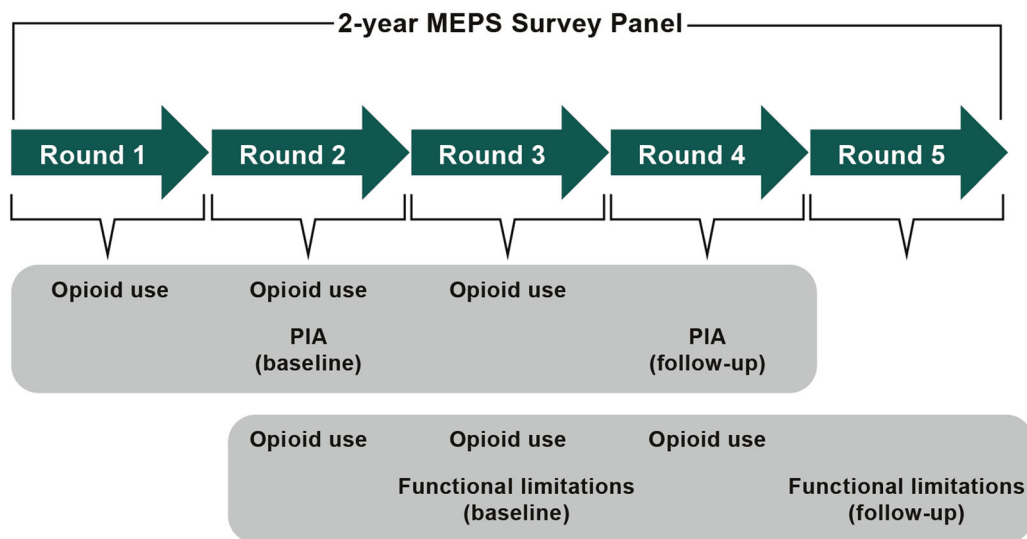 2-year MEPS Survey Panel
Round 1 Round 2 Round 3 Round 4 Round 5
Opioid use Opioid use Opioid use
PIA PIA
(baseline) (follow-up)
Opioid use Opioid use Opioid use
Functional limitations Functional limitations
(baseline) (follow-up)